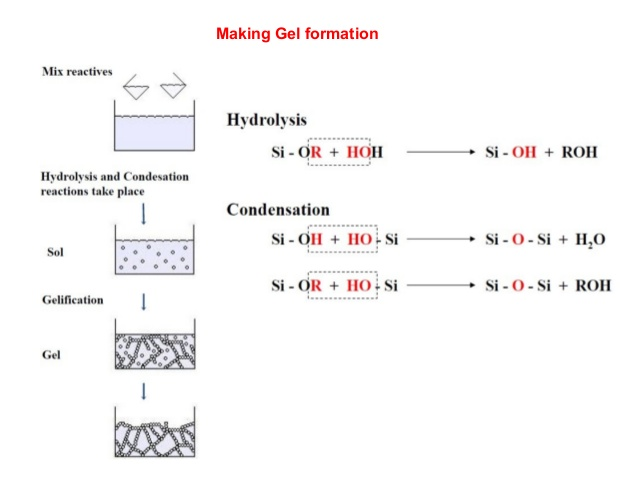 Making Gel formation
Mix reactives
Hydrolysis
Si - OR + HOH → Si - OH + ROH
Hydrolysis and Condesation
reactions take place
Condensation
Si - OH + HO - Si → Si - O - Si + H₂O
Sol
Si - OR + HO - Si → Si - O - Si + ROH
Gelification
Gel